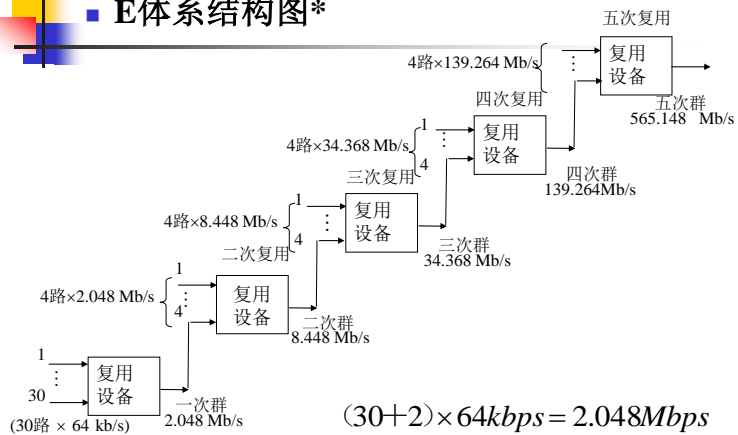 E体系结构图*
五次复用
4路×139.264 Mb/s
⋮
复用
设备
五次群
565.148 Mb/s
四次复用
4路×34.368 Mb/s
1
⋮
4
复用
设备
四次群
139.264Mb/s
三次复用
4路×8.448 Mb/s
1
⋮
4
复用
设备
三次群
34.368 Mb/s
二次复用
4路×2.048 Mb/s
1
⋮
4
复用
设备
二次群
8.448 Mb/s
1
⋮
30
(30路 × 64 kb/s)
复用
设备
一次群
2.048 Mb/s
（30＋2）×64kbps = 2.048Mbps